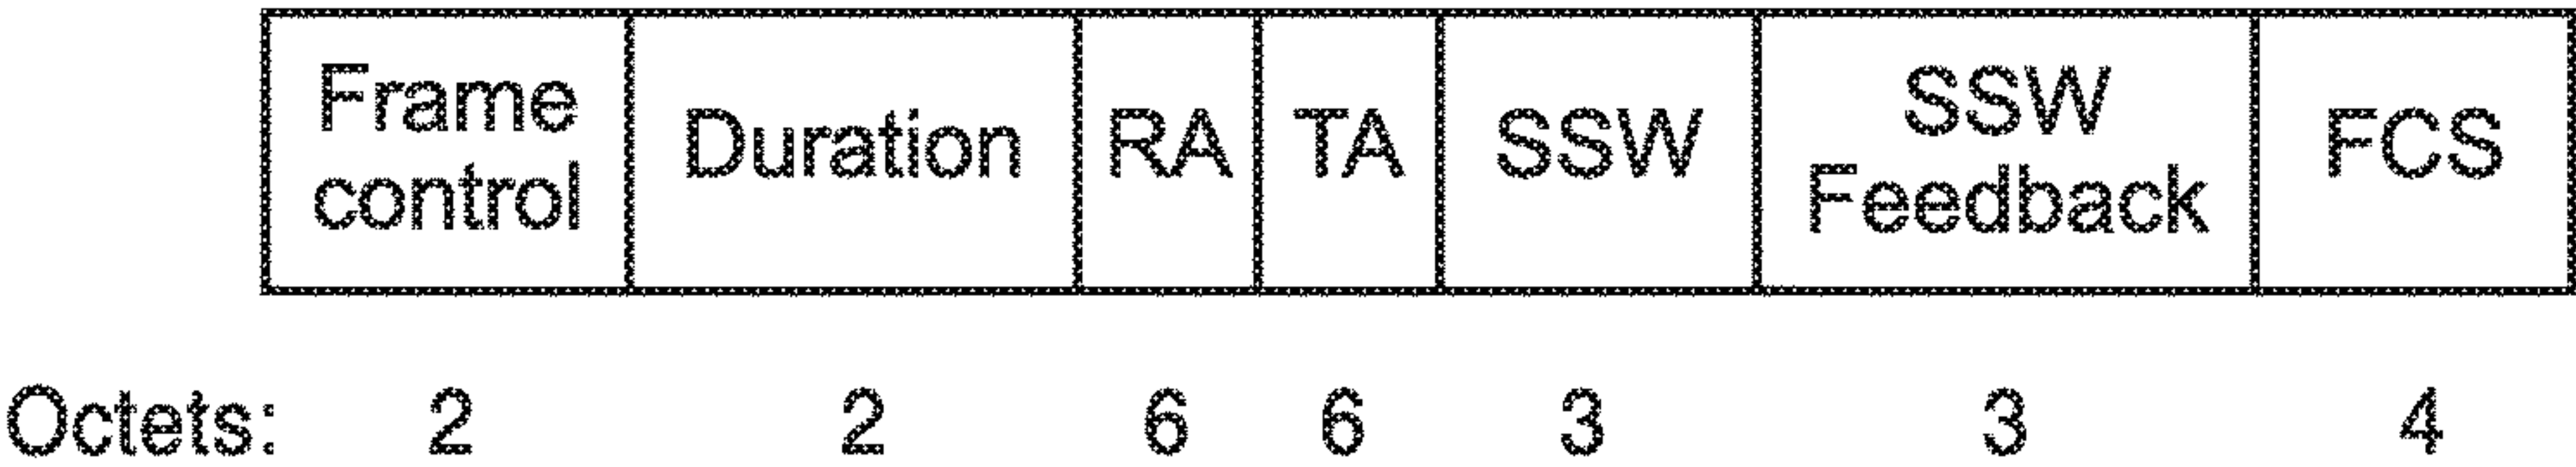 Frame
control
Duration
RA
TA
SSW
SSW
Feedback
FCS
Octets: 2 2 6 6 3 3 4